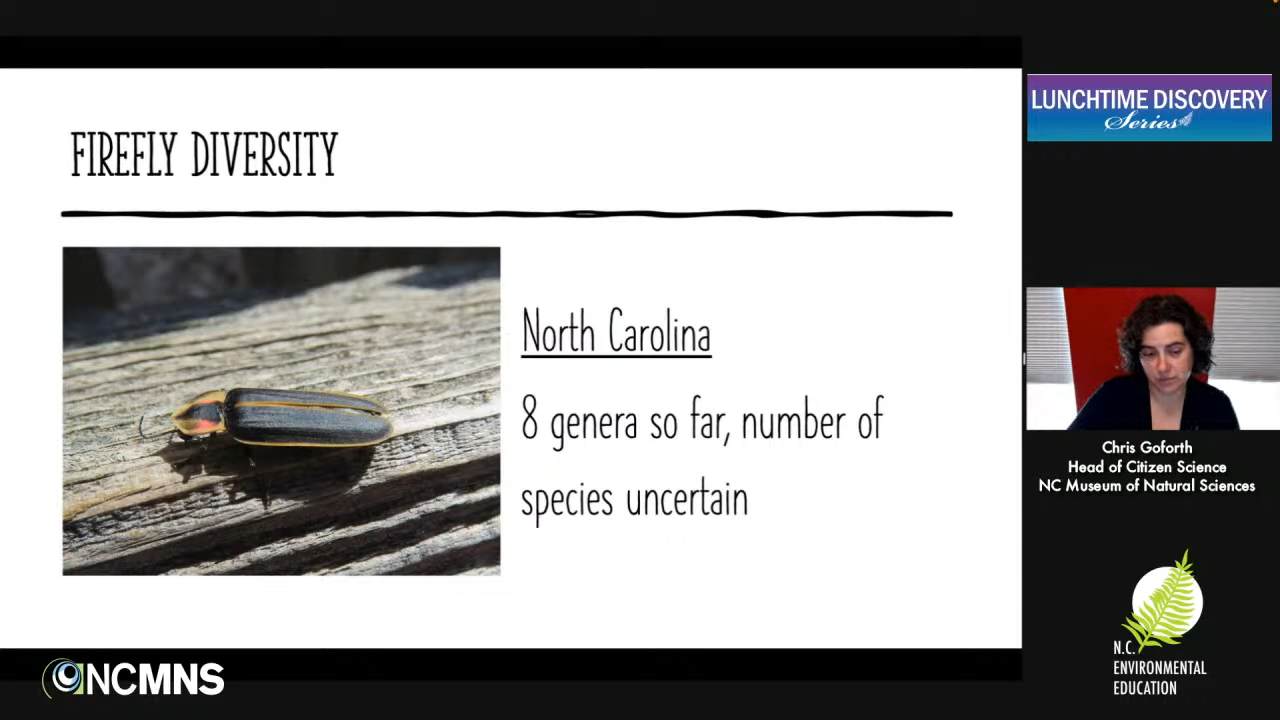 FIREFLY DIVERSITY
North Carolina
8 genera so far, number of
species uncertain
LUNCHTIME DISCOVERY
Series
Chris Goforth
Head of Citizen Science
NC Museum of Natural Sciences
N.C.
ENVIRONMENTAL
EDUCATION
NCMNS